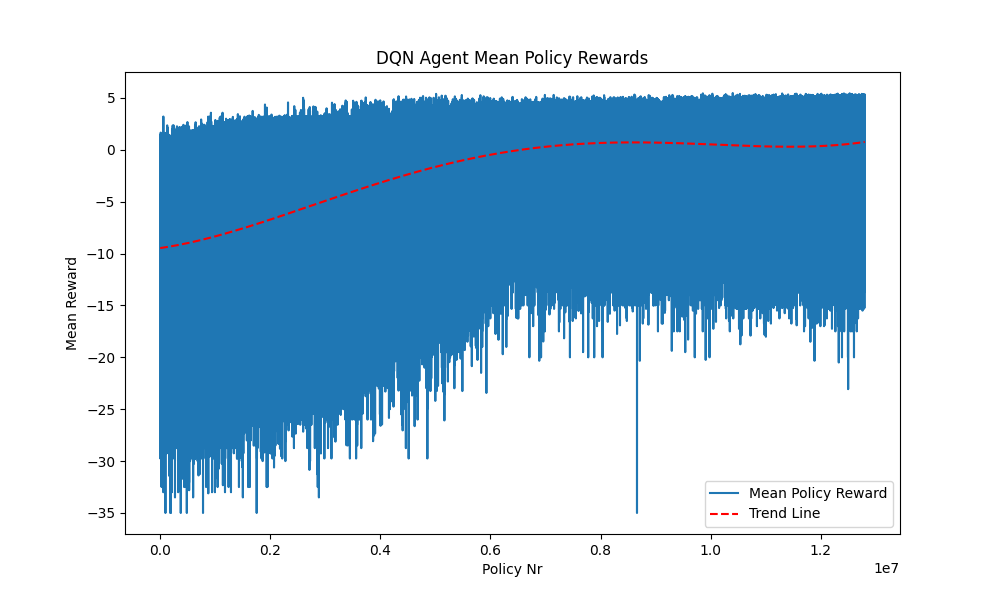 DQN Agent Mean Policy Rewards
Mean Reward
5
0
−5
−10
−15
−20
−25
−30
−35
Mean Policy Reward
Trend Line
0.0 0.2 0.4 0.6 0.8 1.0 1.2
1e7
Policy Nr